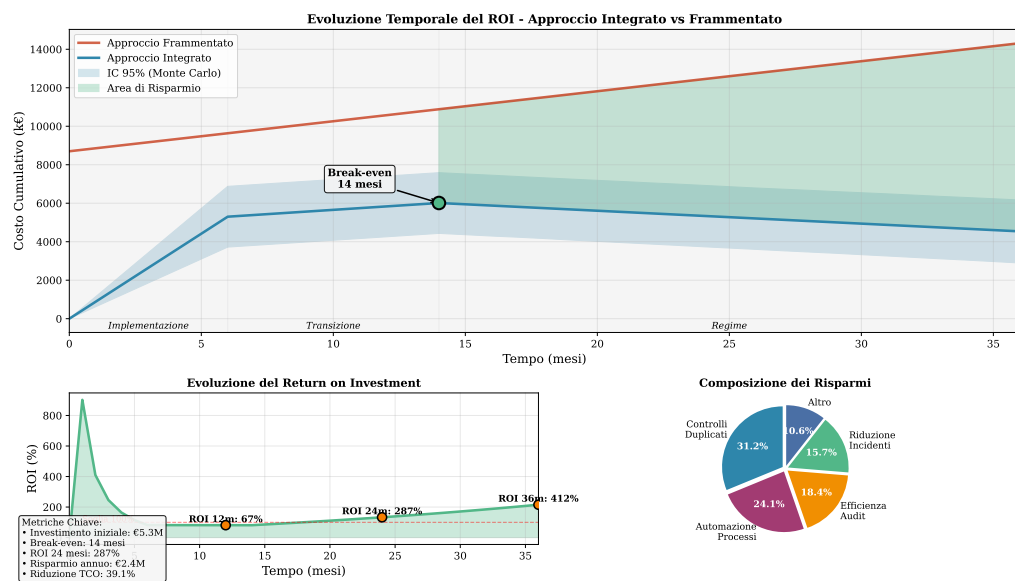 Evoluzione Temporale del ROI - Approccio Integrato vs Frammentato
Costo Cumulativo (k€)
14000
12000
10000
8000
6000
4000
2000
0
Approccio Frammentato
Approccio Integrato
IC 95% (Monte Carlo)
Area di Risparmio
Break-even
14 mesi
Implementazione
Transizione
Regime
0
5
10
15
20
25
30
35
Tempo (mesi)
Evoluzione del Return on Investment
ROI (%)
800
600
400
200
ROI 12m: 67%
ROI 24m: 287%
ROI 36m: 412%
Metriche Chiave:
• Investimento iniziale: €5.3M
• Break-even: 14 mesi
• ROI 24 mesi: 287%
• Risparmio annuo: €2.4M
• Riduzione TCO: 39.1%
10
15
20
25
30
35
Tempo (mesi)
Composizione dei Risparmi
Altro
10.6%
Controlli
Duplicati
31.2%
Riduzione
Incidenti
15.7%
Efficienza
Audit
18.4%
Automazione
Processi
24.1%